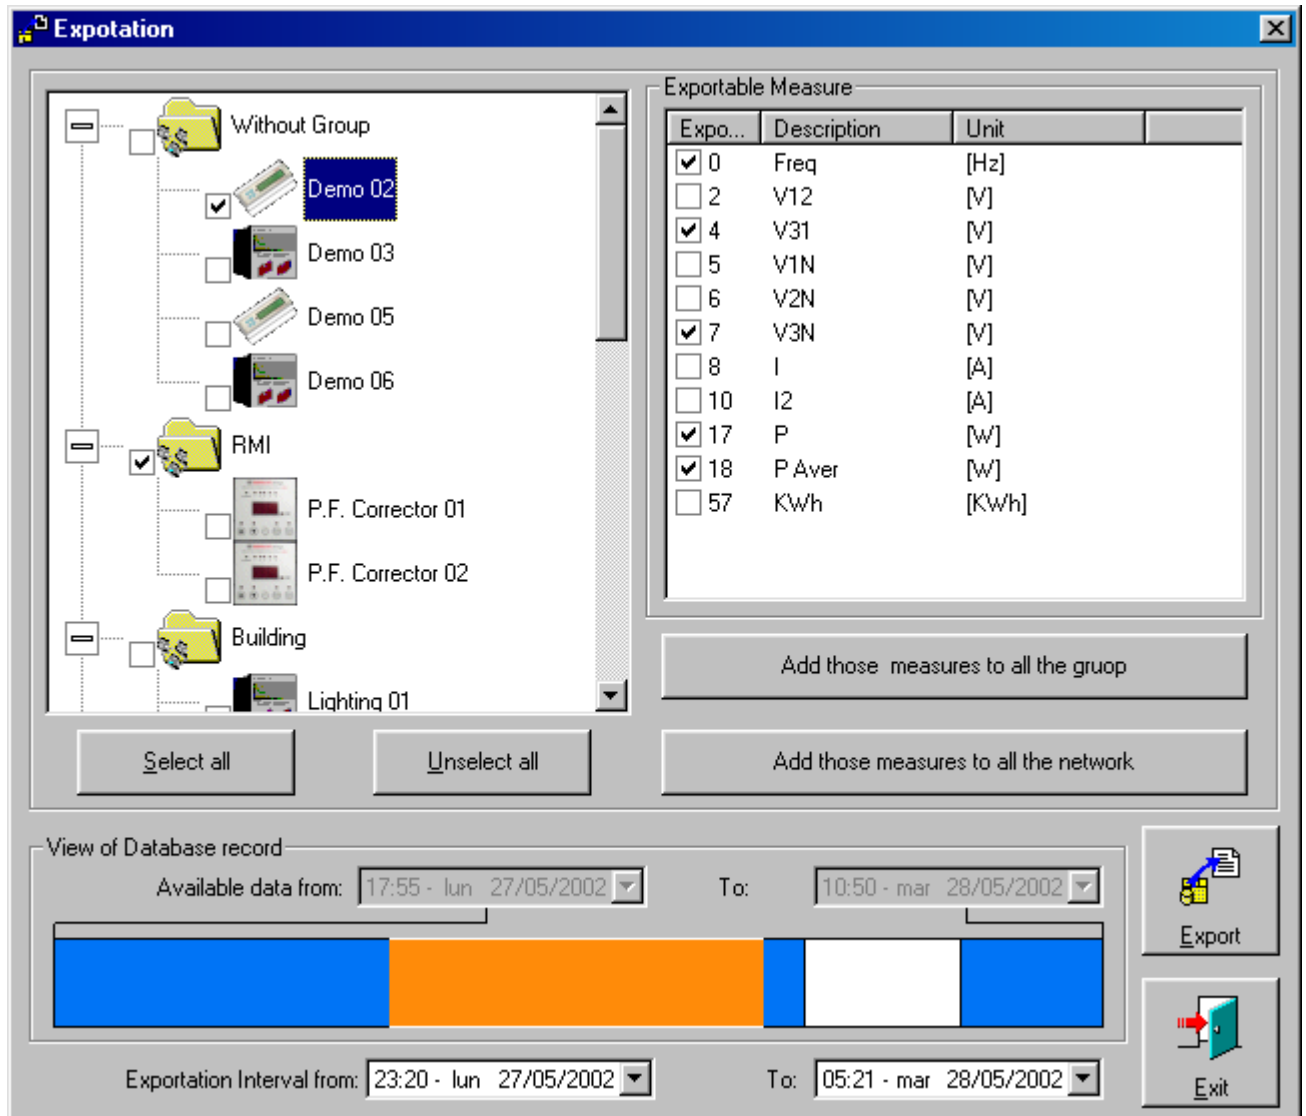 Expotation
Without Group
Demo 02
Demo 03
Demo 05
Demo 06
RMI
P.F. Corrector 01
P.F. Corrector 02
Building
Lighting 01
Select all Unselect all
Exportable Measure
Expo... Description Unit
0 Freq [Hz]
2 V12 [V]
4 V31 [V]
5 V1N [V]
6 V2N [V]
7 V3N [V]
8 I [A]
10 I2 [A]
17 P [W]
18 P Aver [W]
57 KWh [KWh]
Add those measures to all the gruop
Add those measures to all the network
View of Database record
Available data from: 17:55 - lun 27/05/2002 To: 10:50 - mar 28/05/2002
Exportation Interval from: 23:20 - lun 27/05/2002 To: 05:21 - mar 28/05/2002
Export
Exit